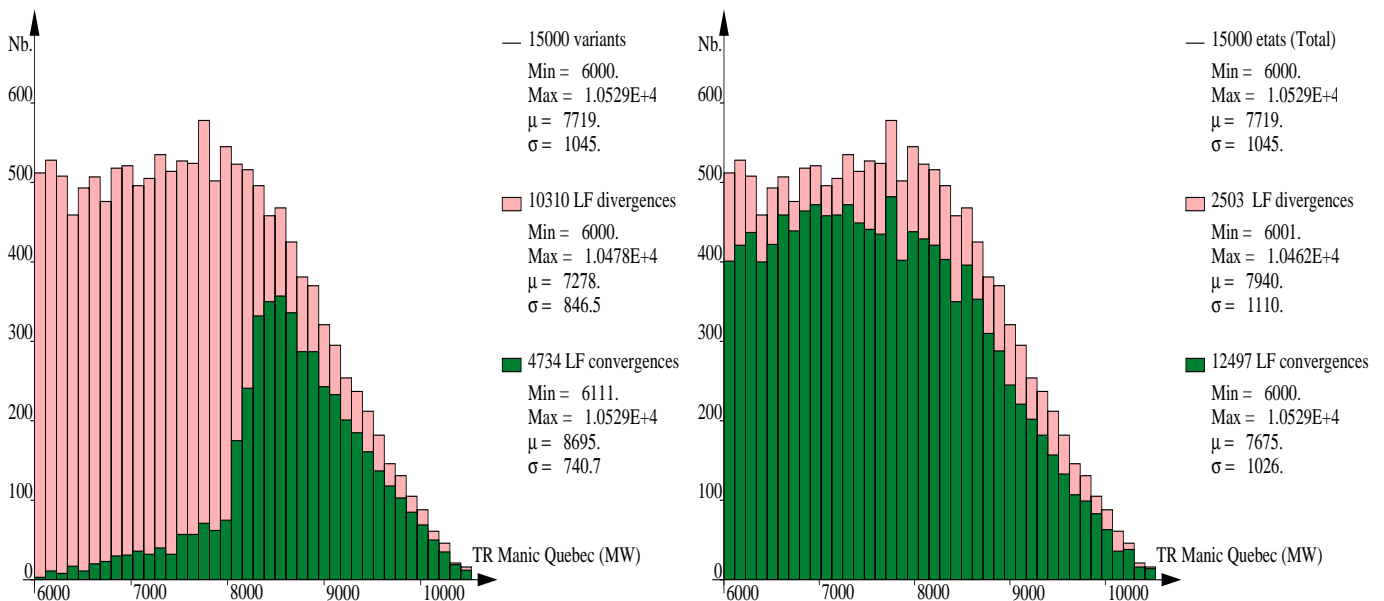 Nb.
600
500
400
300
200
100
0
6000 7000 8000 9000 10000
TR Manic Quebec (MW)
15000 variants
Min = 6000.
Max = 1.0529E+4
μ = 7719.
σ = 1045.
10310 LF divergences
Min = 6000.
Max = 1.0478E+4
μ = 7278.
σ = 846.5
4734 LF convergences
Min = 6111.
Max = 1.0529E+4
μ = 8695.
σ = 740.7
Nb.
600
500
400
300
200
100
0
6000 7000 8000 9000 10000
TR Manic Quebec (MW)
15000 etats (Total)
Min = 6000.
Max = 1.0529E+4
μ = 7719.
σ = 1045.
2503 LF divergences
Min = 6001.
Max = 1.0462E+4
μ = 7940.
σ = 1110.
12497 LF convergences
Min = 6000.
Max = 1.0529E+4
μ = 7675.
σ = 1026.